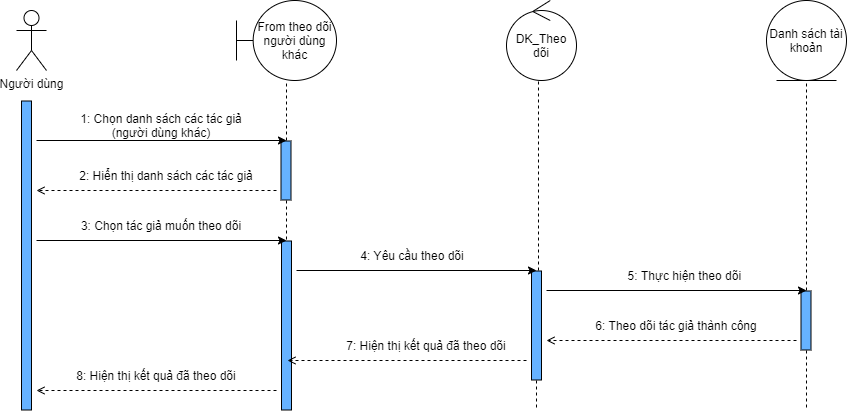 Người dùng
From theo dõi
người dùng
khác
DK_Theo
dõi
Danh sách tải
khoản
1: Chọn danh sách các tác giả
(người dùng khác)
2: Hiển thị danh sách các tác giả
3: Chọn tác giả muốn theo dõi
4: Yêu cầu theo dõi
5: Thực hiện theo dõi
6: Theo dõi tác giả thành công
7: Hiện thị kết quả đã theo dõi
8: Hiện thị kết quả đã theo dõi